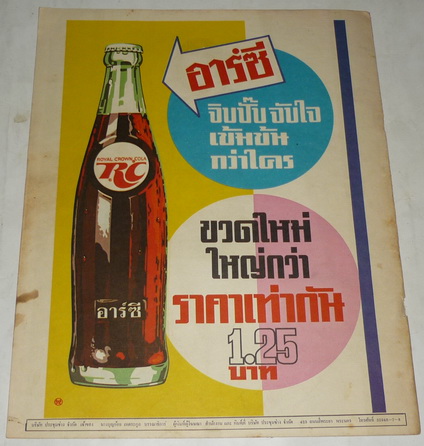 อาร์ซี
จิบปั๊บ จับใจ
เข้มข้น
กว่าใคร
ROYAL CROWN COLA
RC
อาร์ซี
ขวดใหม่
ใหญ่กว่า
ราคาเท่ากัน
1.25
บาท